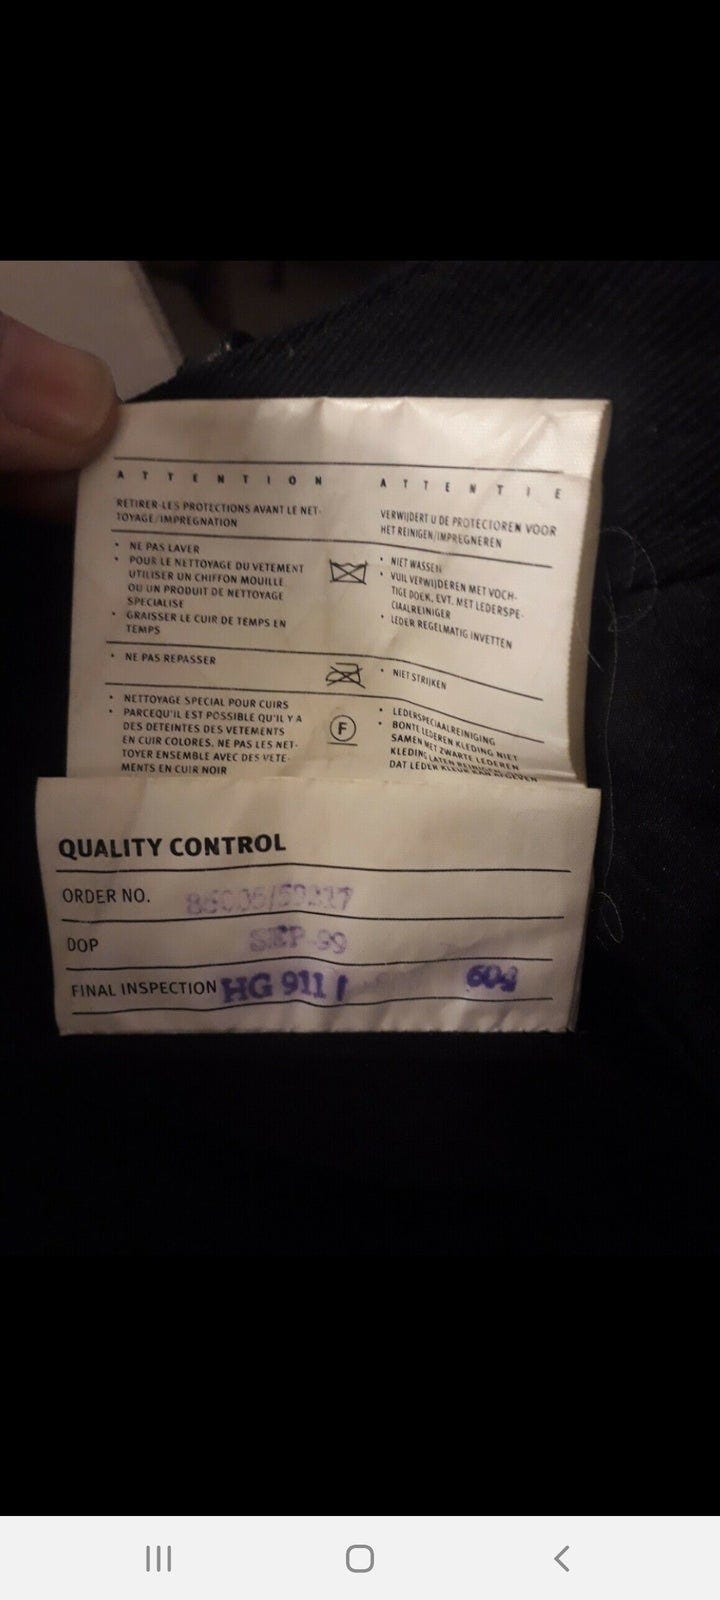 ATTENTION
RETIRER LES PROTECTIONS AVANT LE NET-
TOYAGE/IMPREGNATION
• NE PAS LAVER
• POUR LE NETTOYAGE DU VETEMENT
UTILISER UN CHIFFON MOUILLE
OU UN PRODUIT DE NETTOYAGE
SPECIALISE
• GRAISSER LE CUIR DE TEMPS EN
TEMPS
• NE PAS REPASSER
• NETTOYAGE SPECIAL POUR CUIRS
• PARCEQU'IL EST POSSIBLE QU'IL Y A
DES DETEINTES DES VETEMENTS
EN CUIR COLORES, NE PAS LES NET-
TOYER ENSEMBLE AVEC DES VETE-
MENTS EN CUIR NOIR
F
ATTENTIE
VERWIJDERT U DE PROTECTOREN VOOR
HET REINIGEN/IMPREGNEREN
• NIET WASSEN
• VUIL VERWIJDEREN MET VOCH-
TIGE DOEK, EVT. MET LEDERSPE-
CIAALREINIGER
• LEDER REGELMATIG INVETTEN
• NIET STRIJKEN
• LEDERSPECIAALREINIGING
• BONTE LEDEREN KLEDING NIET
SAMEN MET ZWARTE LEDEREN
KLEDING LATEN REINIGEN
DAT LEDER KLEUR KAN AFGEVEN
QUALITY CONTROL
ORDER NO.
DOP SEP 99
FINAL INSPECTION HG 911 I